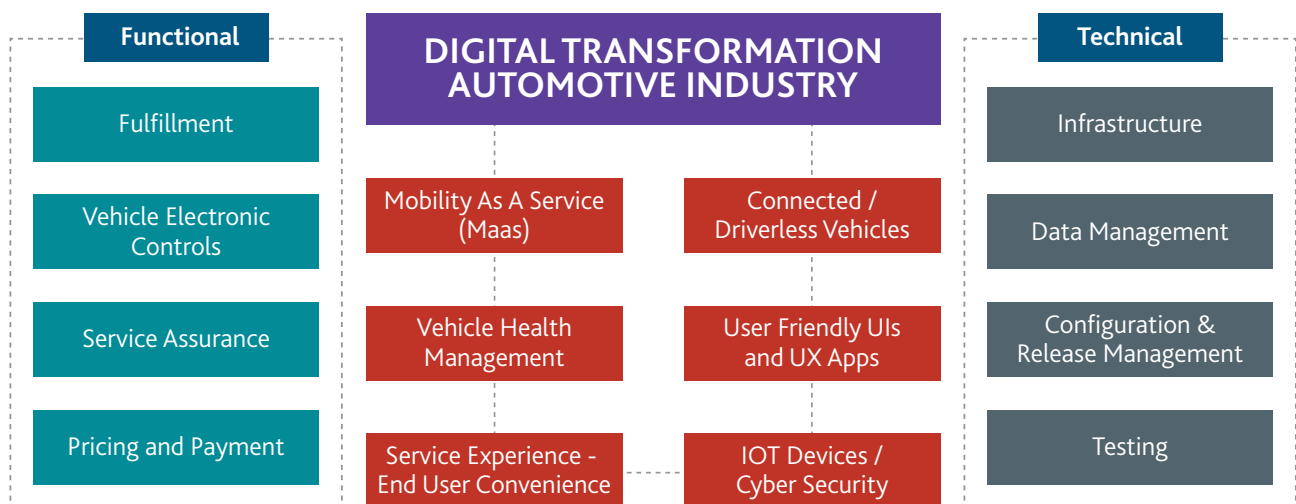 Functional
Fulfillment
Vehicle Electronic
Controls
Service Assurance
Pricing and Payment
DIGITAL TRANSFORMATION
AUTOMOTIVE INDUSTRY
Mobility As A Service
(Maas)
Connected /
Driverless Vehicles
Vehicle Health
Management
User Friendly UIs
and UX Apps
Service Experience -
End User Convenience
IOT Devices /
Cyber Security
Technical
Infrastructure
Data Management
Configuration &
Release Management
Testing